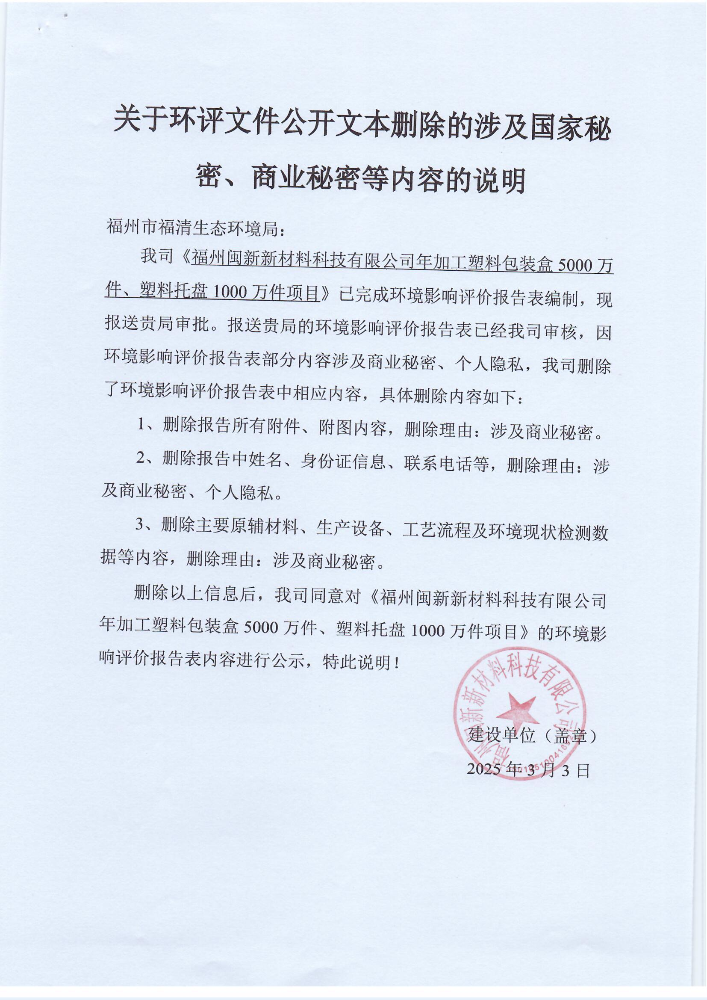 关于环评文件公开文本删除的涉及国家秘
密、商业秘密等内容的说明
福州市福清生态环境局：
我司《福州闽新新材料科技有限公司年加工塑料包装盒 5000 万
件、塑料托盘 1000 万件项目》已完成环境影响评价报告表编制，现
报送贵局审批。报送贵局的环境影响评价报告表已经我司审核，因
环境影响评价报告表部分内容涉及商业秘密、个人隐私，我司删除
了环境影响评价报告表中相应内容，具体删除内容如下：
1、删除报告所有附件、附图内容，删除理由：涉及商业秘密。
2、删除报告中姓名、身份证信息、联系电话等，删除理由：涉
及商业秘密、个人隐私。
3、删除主要原辅材料、生产设备、工艺流程及环境现状检测数
据等内容，删除理由：涉及商业秘密。
删除以上信息后，我司同意对《福州闽新新材料科技有限公司
年加工塑料包装盒 5000 万件、塑料托盘 1000 万件项目》的环境影
响评价报告表内容进行公示，特此说明！
福州闽新新材料科技有限公司
建设单位（盖章）
2025 年 3 月 3 日